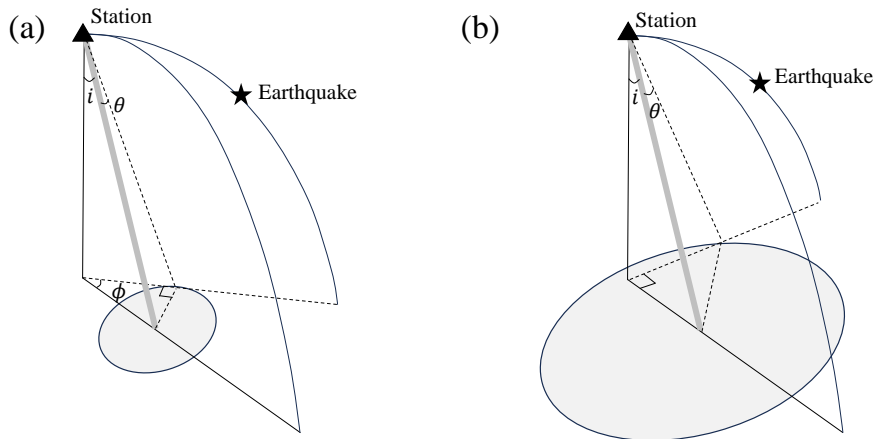 (a)
Station
i
θ
Earthquake
ϕ
(b)
Station
i
θ
Earthquake